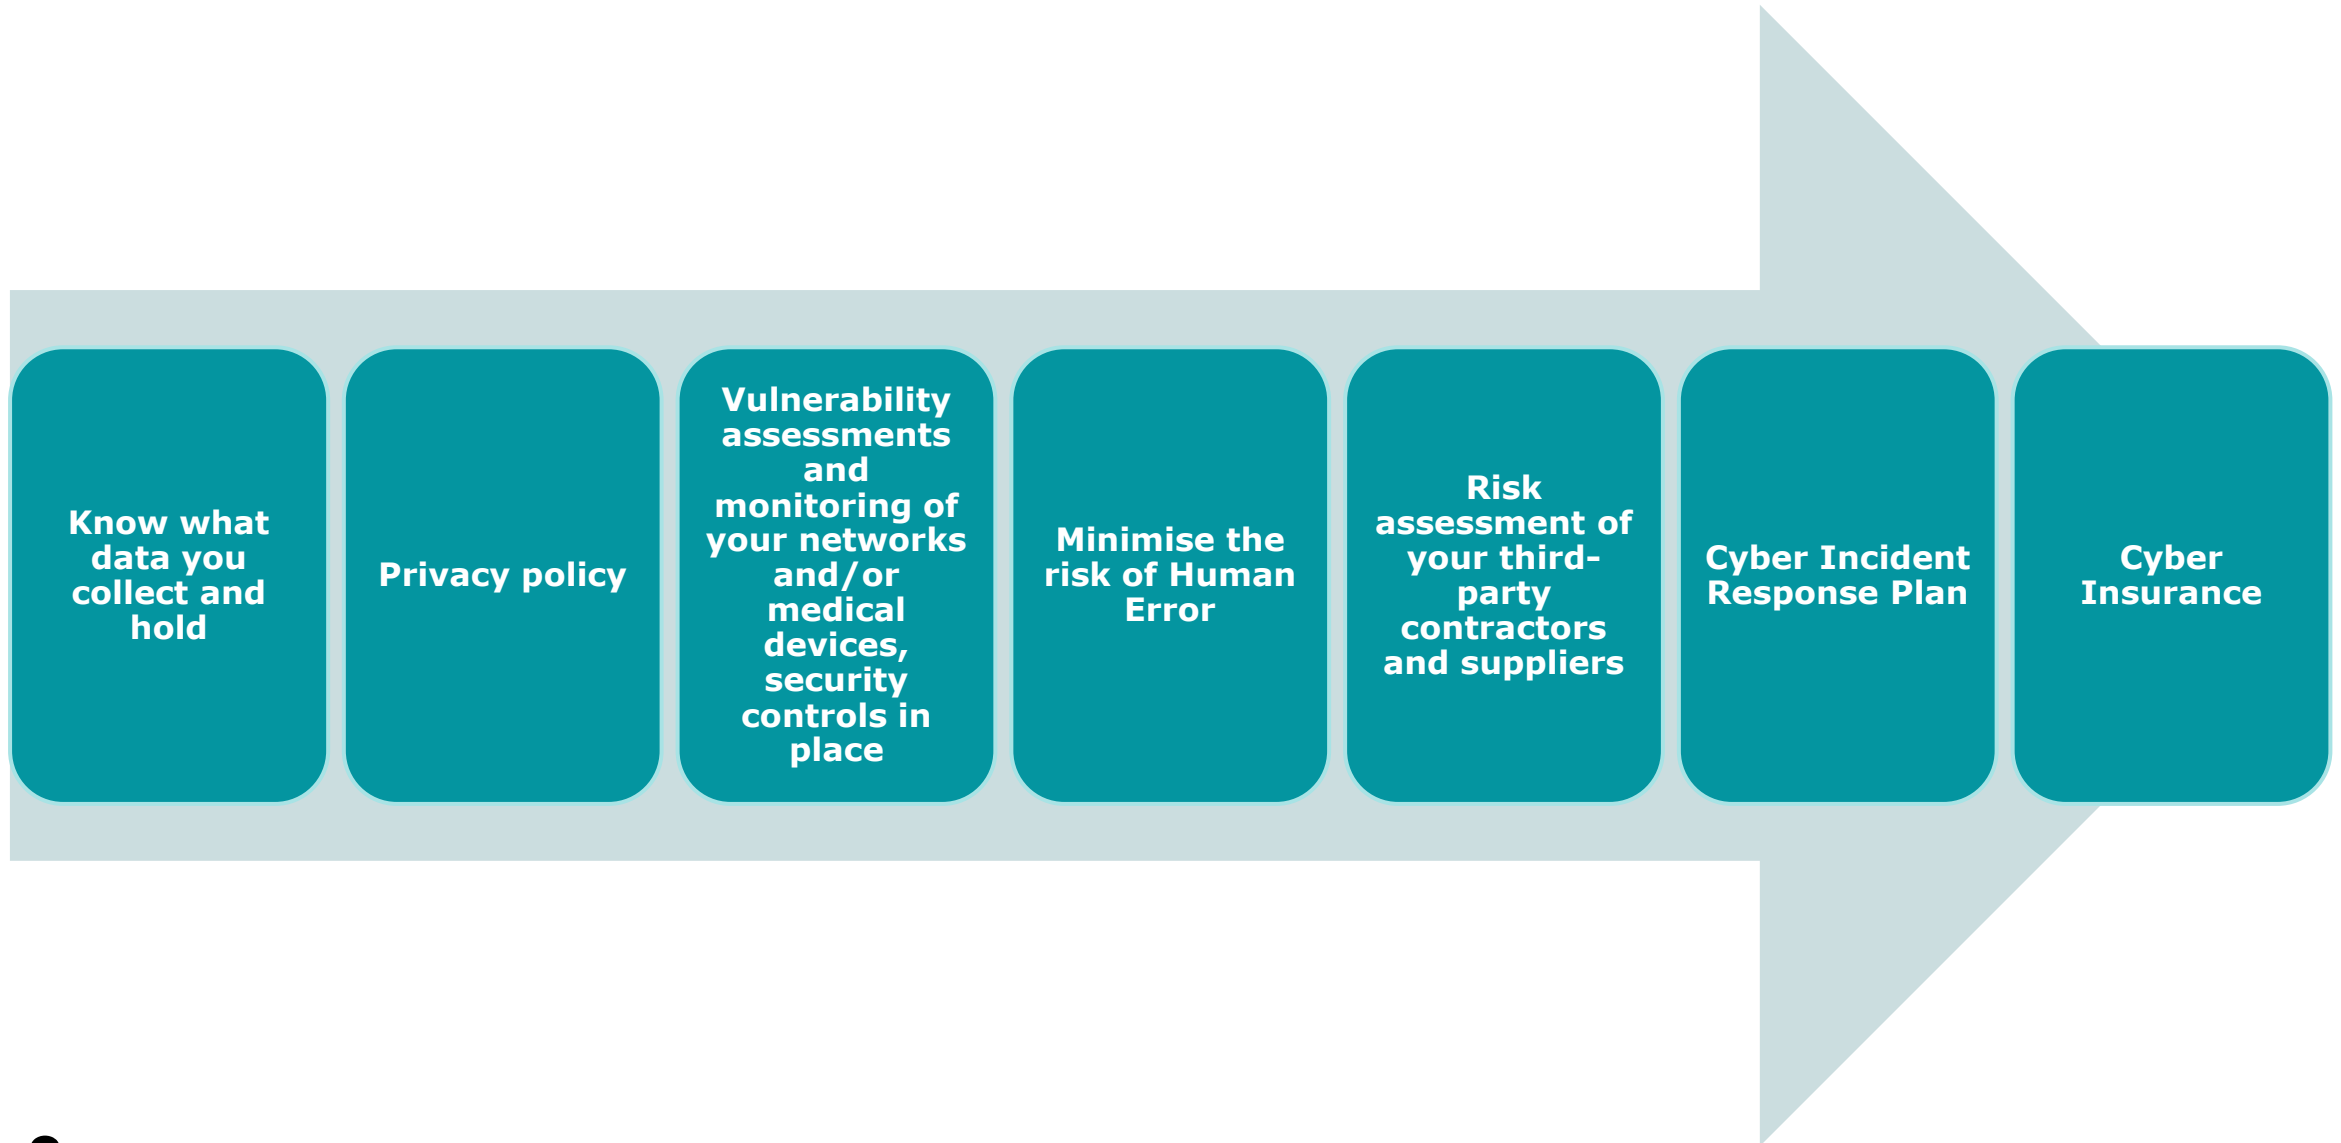 Know what
data you
collect and
hold
Privacy policy
Vulnerability
assessments
and
monitoring of
your networks
and/or
medical
devices,
security
controls in
place
Minimise the
risk of Human
Error
Risk
assessment of
your third-
party
contractors
and suppliers
Cyber Incident
Response Plan
Cyber
Insurance